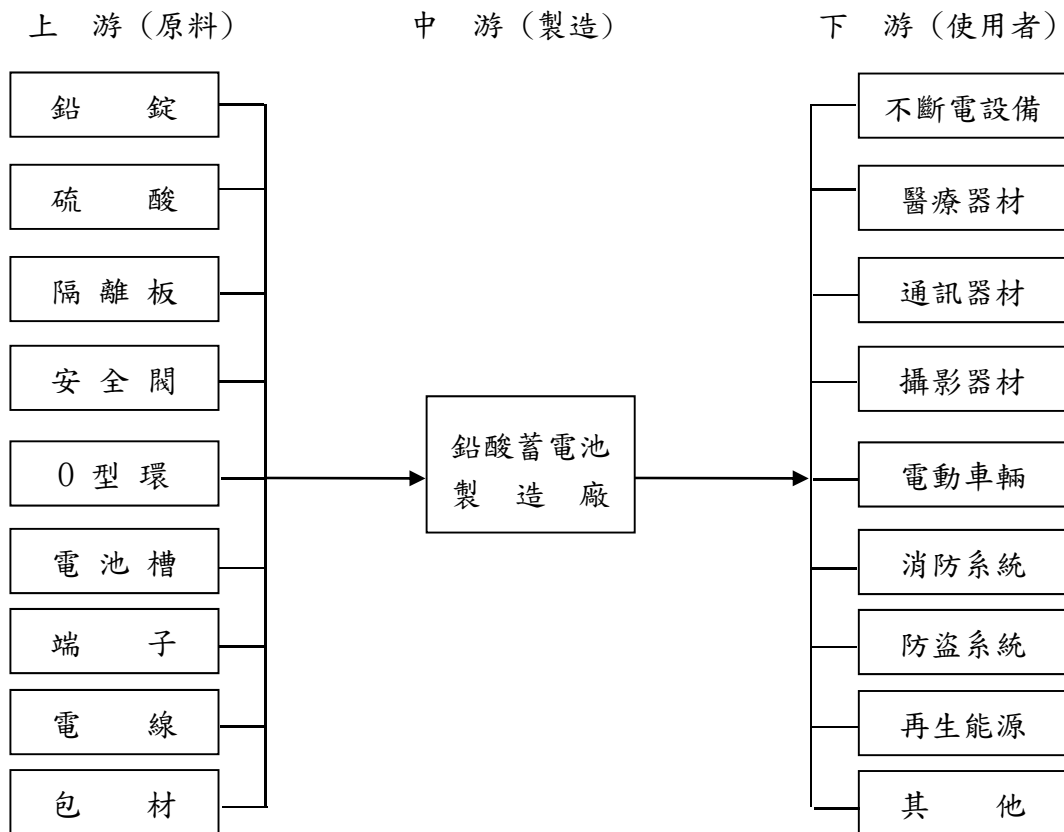 上 游(原料)
中 游(製造)
下 游(使用者)
鉛 錠
硫 酸
隔離板
安全閥
O型環
電池槽
端 子
電 線
包 材
鉛酸蓄電池
製 造 廠
不斷電設備
醫療器材
通訊器材
攝影器材
電動車輛
消防系統
防盜系統
再生能源
其 他